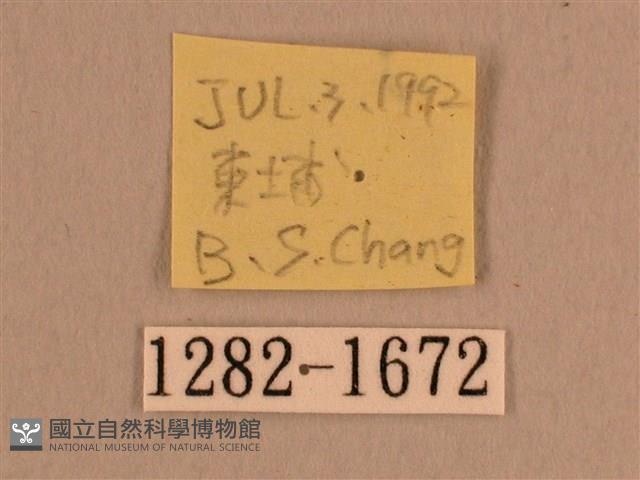 JUL.3.1992
東埔
B.S.Chang
1282-1672
國立自然科學博物館
NATIONAL MUSEUM OF NATURAL SCIENCE